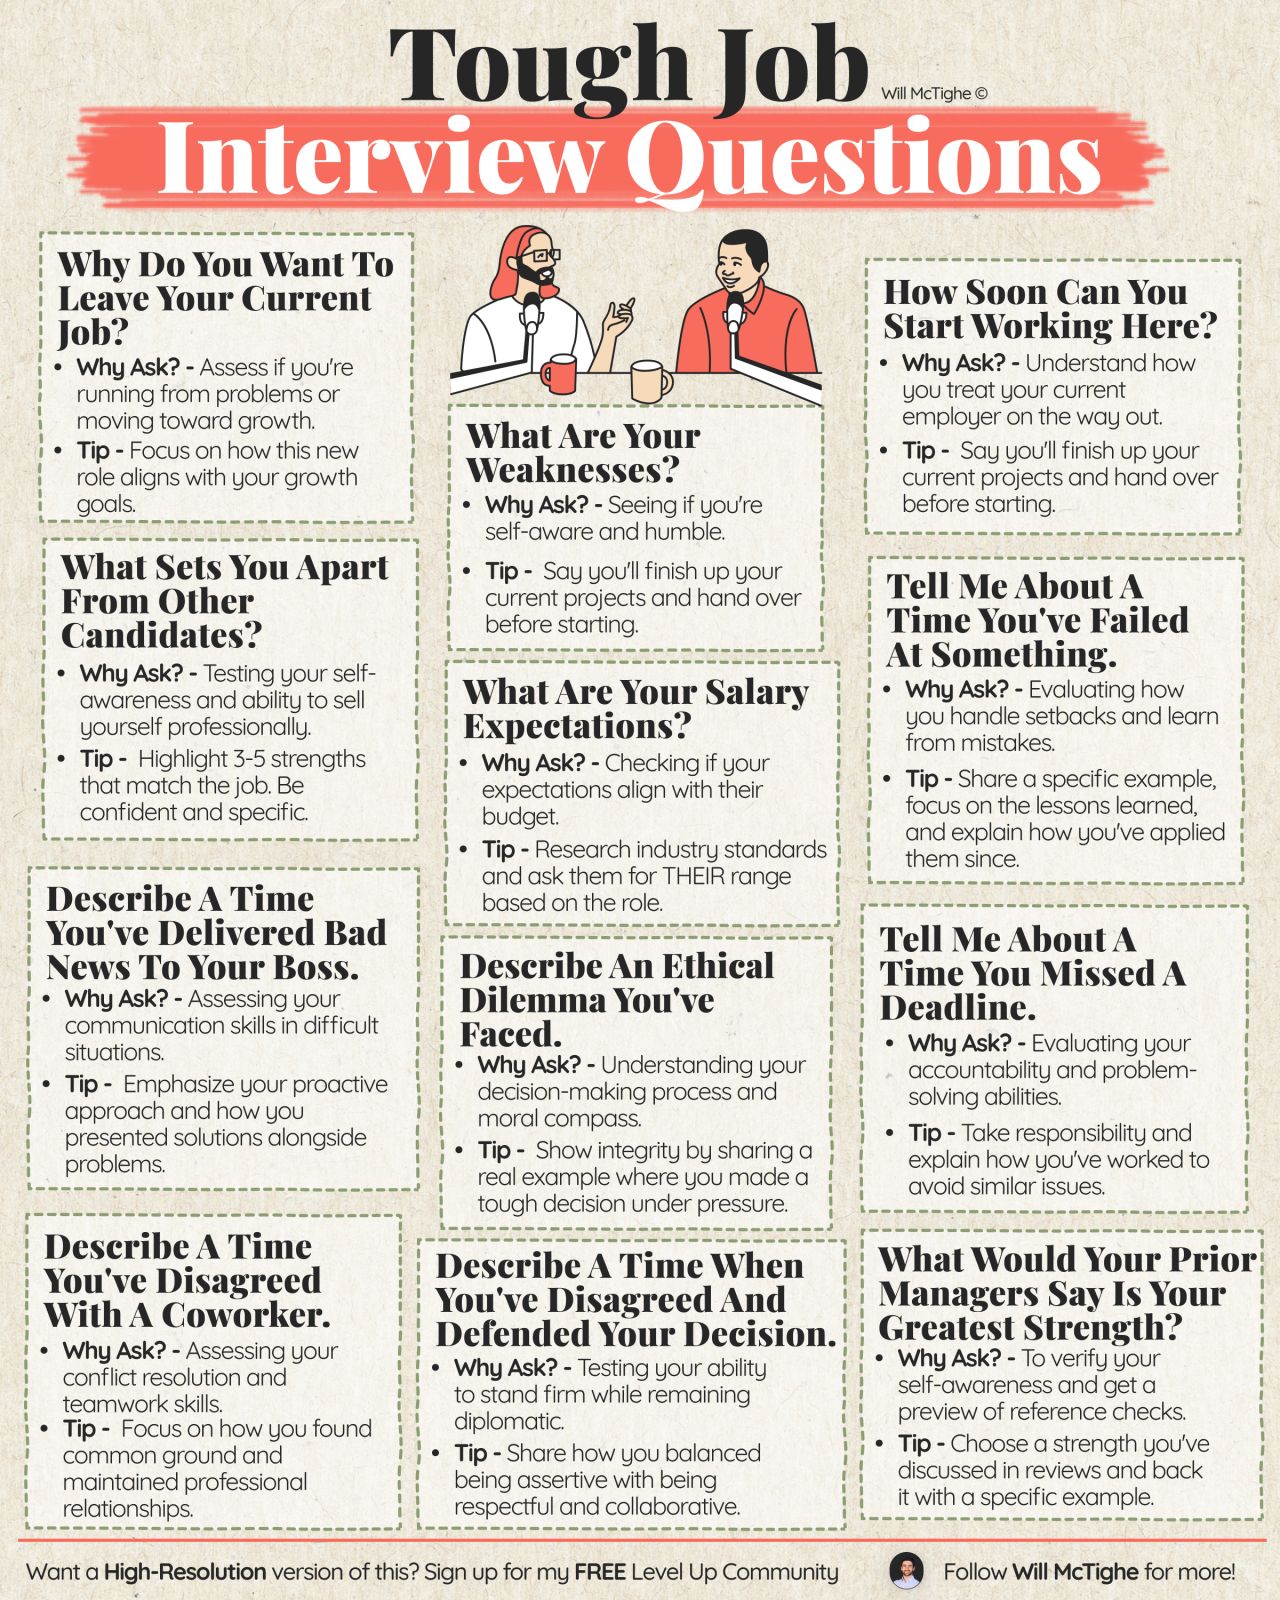 Tough Job
Will McTighe ©
Interview Questions
Why Do You Want To
Leave Your Current
Job?
• Why Ask? - Assess if you're
running from problems or
moving toward growth.
• Tip - Focus on how this new
role aligns with your growth
goals.
What Sets You Apart
From Other
Candidates?
• Why Ask? - Testing your self-
awareness and ability to sell
yourself professionally.
• Tip - Highlight 3-5 strengths
that match the job. Be
confident and specific.
Describe A Time
You've Delivered Bad
News To Your Boss.
• Why Ask? - Assessing your
communication skills in difficult
situations.
• Tip - Emphasize your proactive
approach and how you
presented solutions alongside
problems.
Describe A Time
You've Disagreed
With A Coworker.
• Why Ask? - Assessing your
conflict resolution and
teamwork skills.
• Tip - Focus on how you found
common ground and
maintained professional
relationships.
What Are Your
Weaknesses?
• Why Ask? - Seeing if you're
self-aware and humble.
• Tip - Say you'll finish up your
current projects and hand over
before starting.
What Are Your Salary
Expectations?
• Why Ask? - Checking if your
expectations align with their
budget.
• Tip - Research industry standards
and ask them for THEIR range
based on the role.
Describe An Ethical
Dilemma You've
Faced.
• Why Ask? - Understanding your
decision-making process and
moral compass.
• Tip - Show integrity by sharing a
real example where you made a
tough decision under pressure.
Describe A Time When
You've Disagreed And
Defended Your Decision.
• Why Ask? - Testing your ability
to stand firm while remaining
diplomatic.
• Tip - Share how you balanced
being assertive with being
respectful and collaborative.
How Soon Can You
Start Working Here?
• Why Ask? - Understand how
you treat your current
employer on the way out.
• Tip - Say you'll finish up your
current projects and hand over
before starting.
Tell Me About A
Time You've Failed
At Something.
• Why Ask? - Evaluating how
you handle setbacks and learn
from mistakes.
• Tip - Share a specific example,
focus on the lessons learned,
and explain how you've applied
them since.
Tell Me About A
Time You Missed A
Deadline.
• Why Ask? - Evaluating your
accountability and problem-
solving abilities.
• Tip - Take responsibility and
explain how you've worked to
avoid similar issues.
What Would Your Prior
Managers Say Is Your
Greatest Strength?
• Why Ask? - To verify your
self-awareness and get a
preview of reference checks.
• Tip - Choose a strength you've
discussed in reviews and back
it with a specific example.
Want a High-Resolution version of this? Sign up for my FREE Level Up Community
Follow Will McTighe for more!